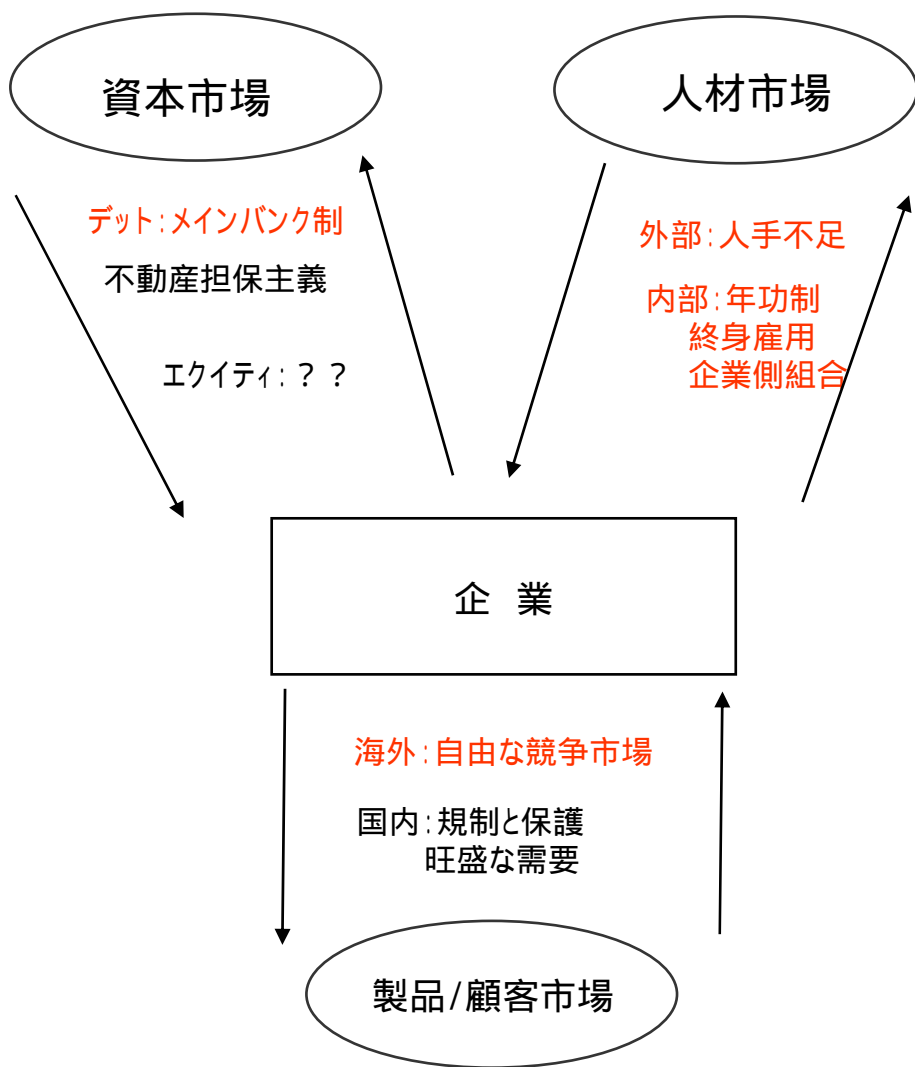 資本市場
人材市場
デット:メインバンク制
不動産担保主義
エクイティ:??
外部:人手不足
内部:年功制
終身雇用
企業側組合
企 業
海外:自由な競争市場
国内:規制と保護
旺盛な需要
製品/顧客市場